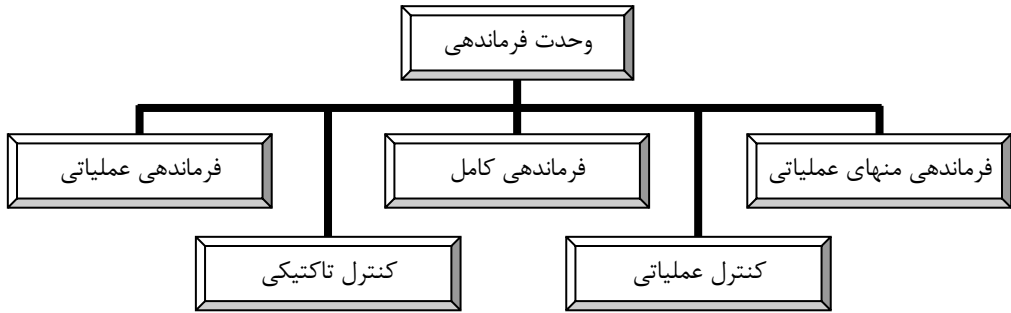 وحدت فرماندهی
فرماندهی منهای عملیاتی
فرماندهی کامل
فرماندهی عملیاتی
کنترل عملیاتی
کنترل تاکتیکی